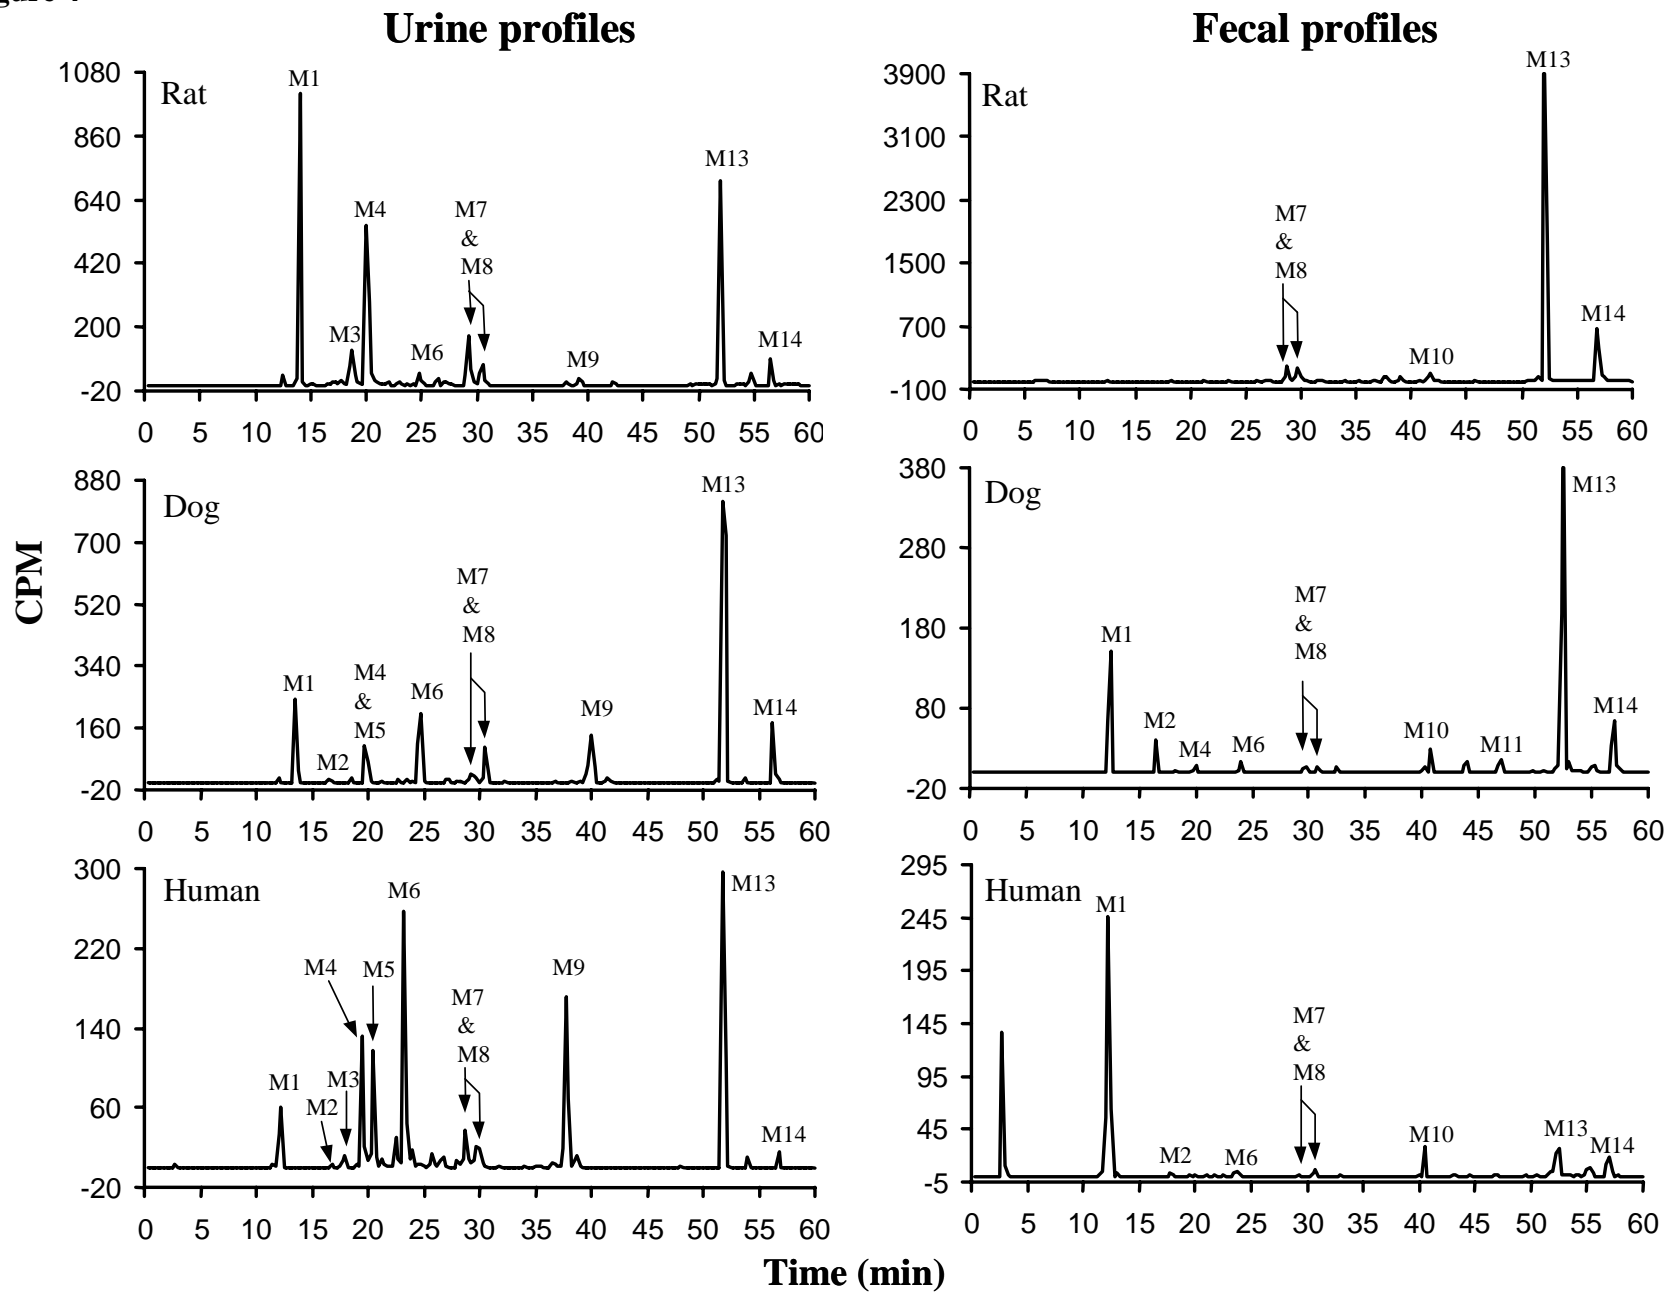 Urine profiles
Fecal profiles
CPM
1080
860
640
420
200
-20
Rat
M1
M3
M4
M6
M7
&
M8
M9
M13
M14
0 5 10 15 20 25 30 35 40 45 50 55 60
3900
3100
2300
1500
700
-100
Rat
M7
&
M8
M10
M13
M14
0 5 10 15 20 25 30 35 40 45 50 55 60
880
700
520
340
160
-20
Dog
M1
M2
M4
&
M5
M6
M7
&
M8
M9
M13
M14
0 5 10 15 20 25 30 35 40 45 50 55 60
380
280
180
80
-20
Dog
M1
M2
M4
M6
M7
&
M8
M10
M11
M13
M14
0 5 10 15 20 25 30 35 40 45 50 55 60
300
220
140
60
-20
Human
M1
M2
M3
M4
M5
M6
M7
&
M8
M9
M13
M14
0 5 10 15 20 25 30 35 40 45 50 55 60
295
245
195
145
95
45
-5
Human
M1
M2
M6
M7
&
M8
M10
M13
M14
0 5 10 15 20 25 30 35 40 45 50 55 60
Time (min)